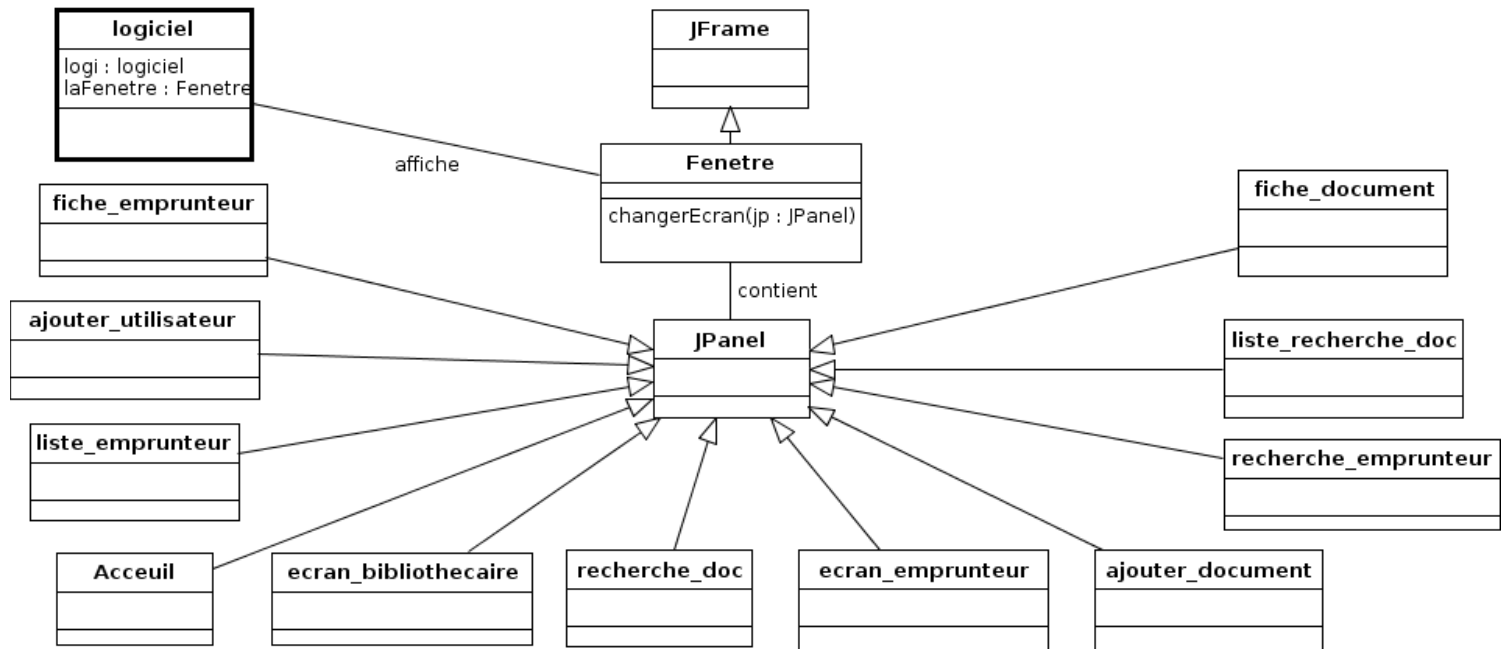 logiciel
logi : logiciel
laFenetre : Fenetre
JFrame
affiche
Fenetre
changerEcran(jp : JPanel)
fiche_emprunteur
fiche_document
contient
ajouter_utilisateur
JPanel
liste_recherche_doc
liste_emprunteur
recherche_emprunteur
Acceuil
ecran_bibliothecaire
recherche_doc
ecran_emprunteur
ajouter_document